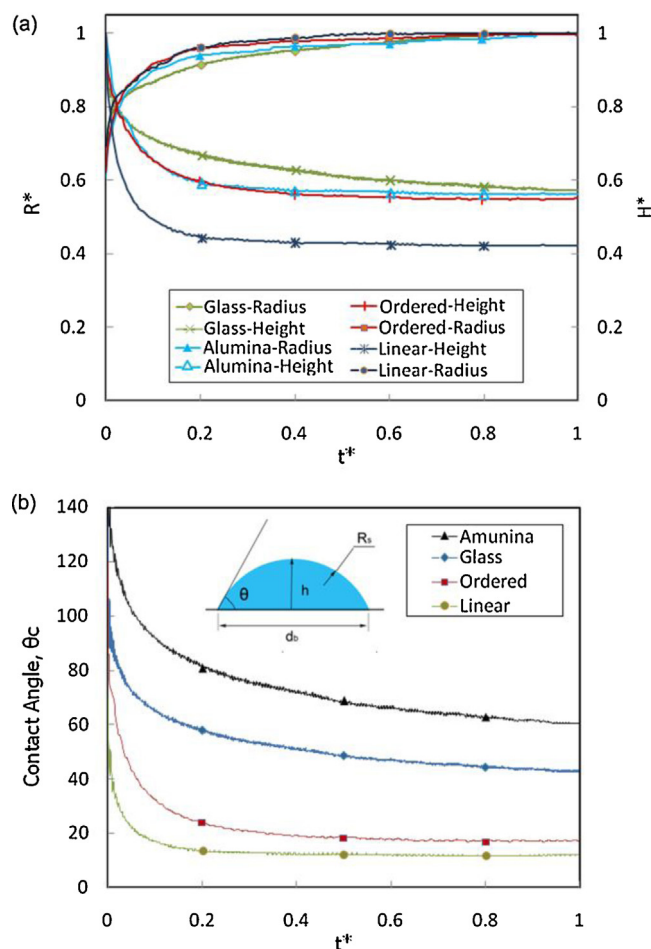 (a)
1
0.8
0.6
0.4
0.2
0
R*
1
0.8
0.6
0.4
0.2
0
H*
Glass-Radius
Glass-Height
Alumina-Radius
Alumina-Height
Ordered-Height
Ordered-Radius
Linear-Height
Linear-Radius
0 0.2 0.4 0.6 0.8 1
t*
(b)
140
120
100
80
60
40
20
0
Contact Angle, θc
θ
h
Rs
db
Amunina
Glass
Ordered
Linear
0 0.2 0.4 0.6 0.8 1
t*